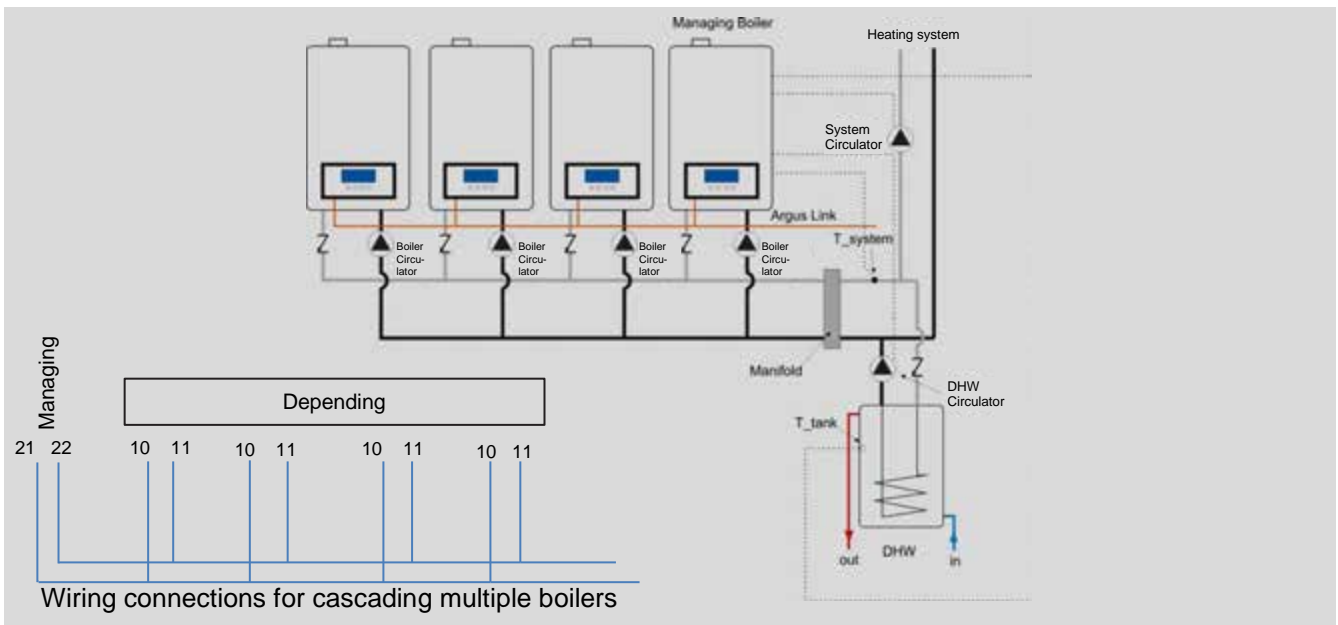 Managing Boiler
Heating system
System
Circulator
Argus Link
T_system
Boiler
Circu-
lator
Boiler
Circu-
lator
Boiler
Circu-
lator
Boiler
Circu-
lator
Manifold
DHW
Circulator
T_tank
out
DHW
in
Managing
Depending
21 22 10 11 10 11 10 11 10 11
Wiring connections for cascading multiple boilers